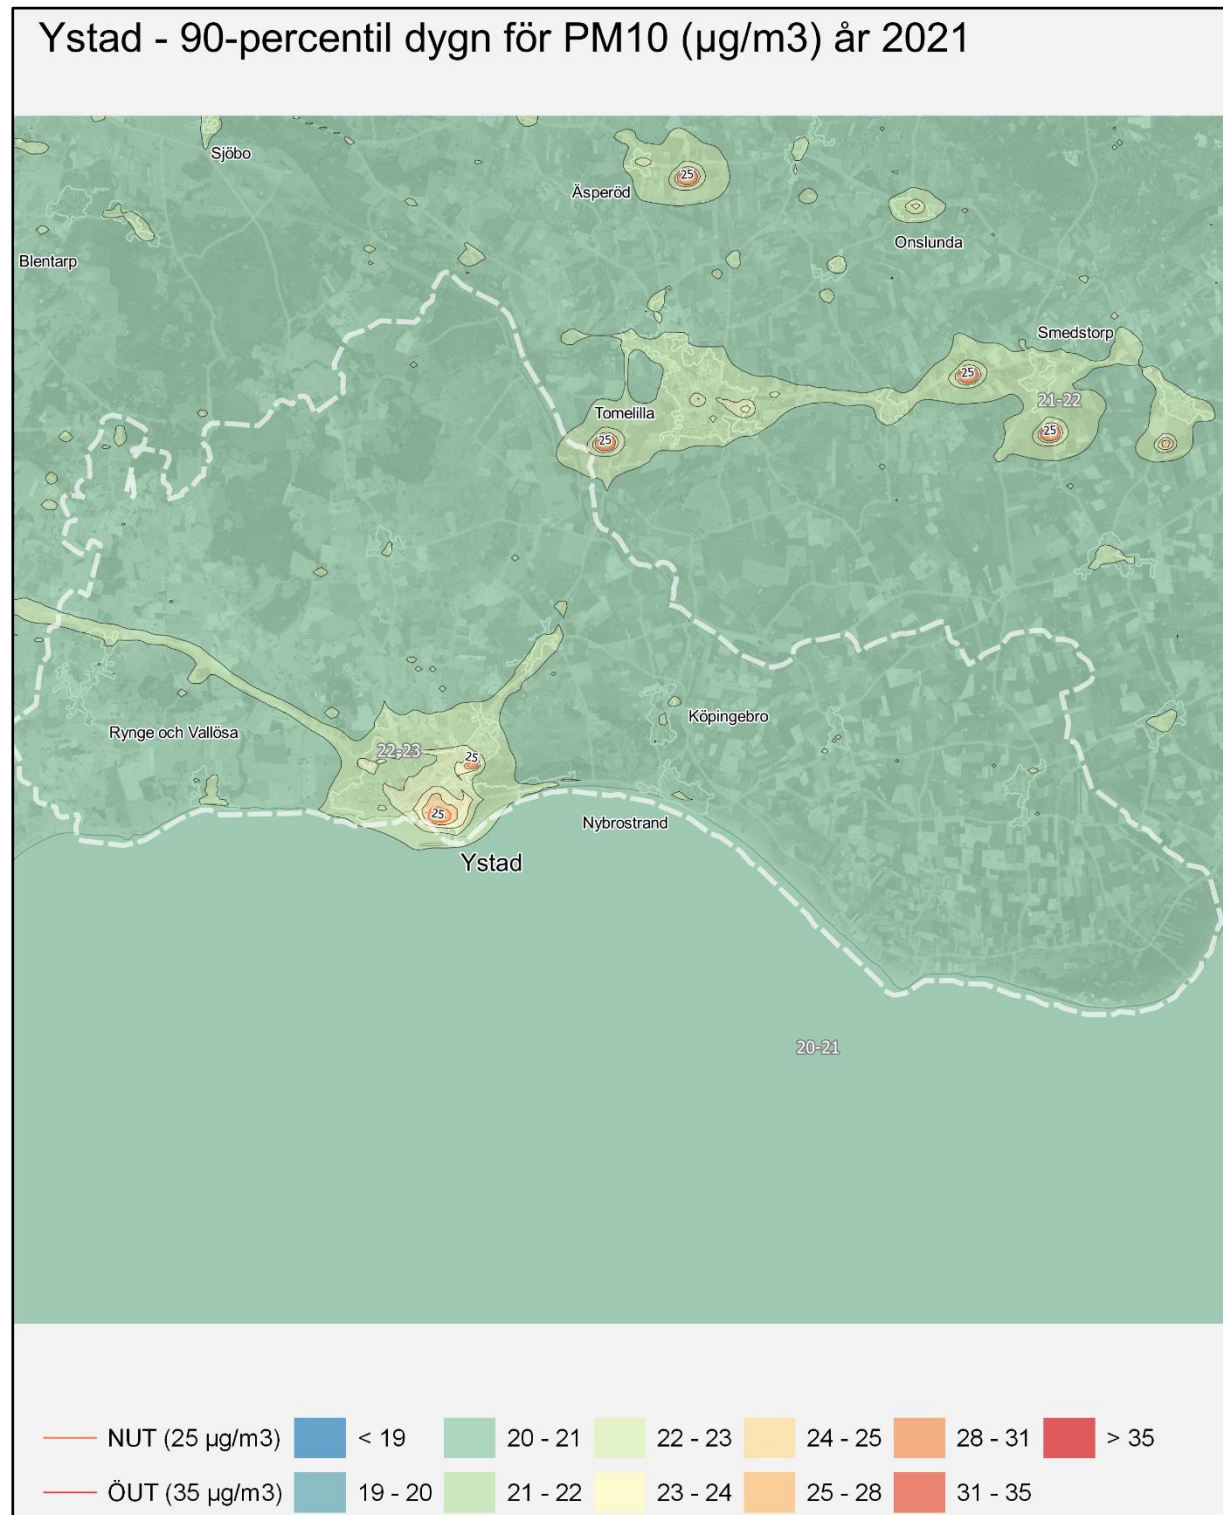 Ystad - 90-percentil dygn för PM10 (µg/m3) år 2021
Sjöbo
25
Äsperöd
Onslunda
Blentarp
Smedstorp
25
21-22
Tomelilla
25
25
Köpingebro
Rynge och Vallösa
22-23
25
25
Nybrostrand
Ystad
20-21
NUT (25 µg/m3) < 19 20 - 21 22 - 23 24 - 25 28 - 31 > 35
ÖUT (35 µg/m3) 19 - 20 21 - 22 23 - 24 25 - 28 31 - 35